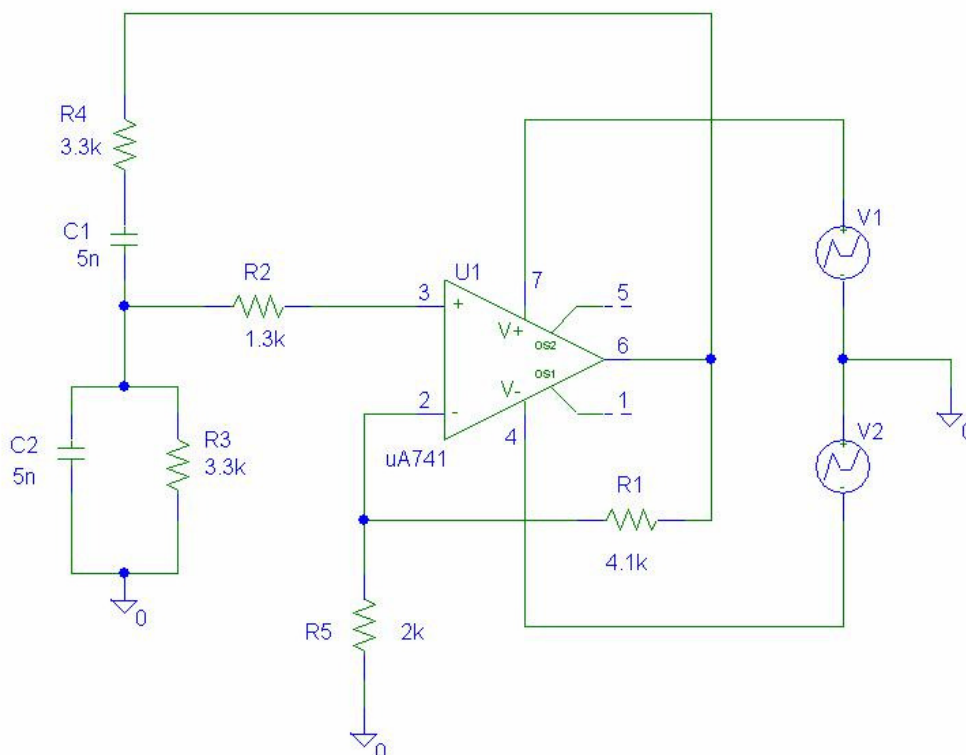 R4
3.3k
C1
5n
R2
1.3k
U1
3
+
7
5
V+
OS2
6
OS1
V-
1
2
-
4
uA741
V1
+
-
0
V2
+
-
C2
5n
R3
3.3k
R1
4.1k
0
R5
2k
0